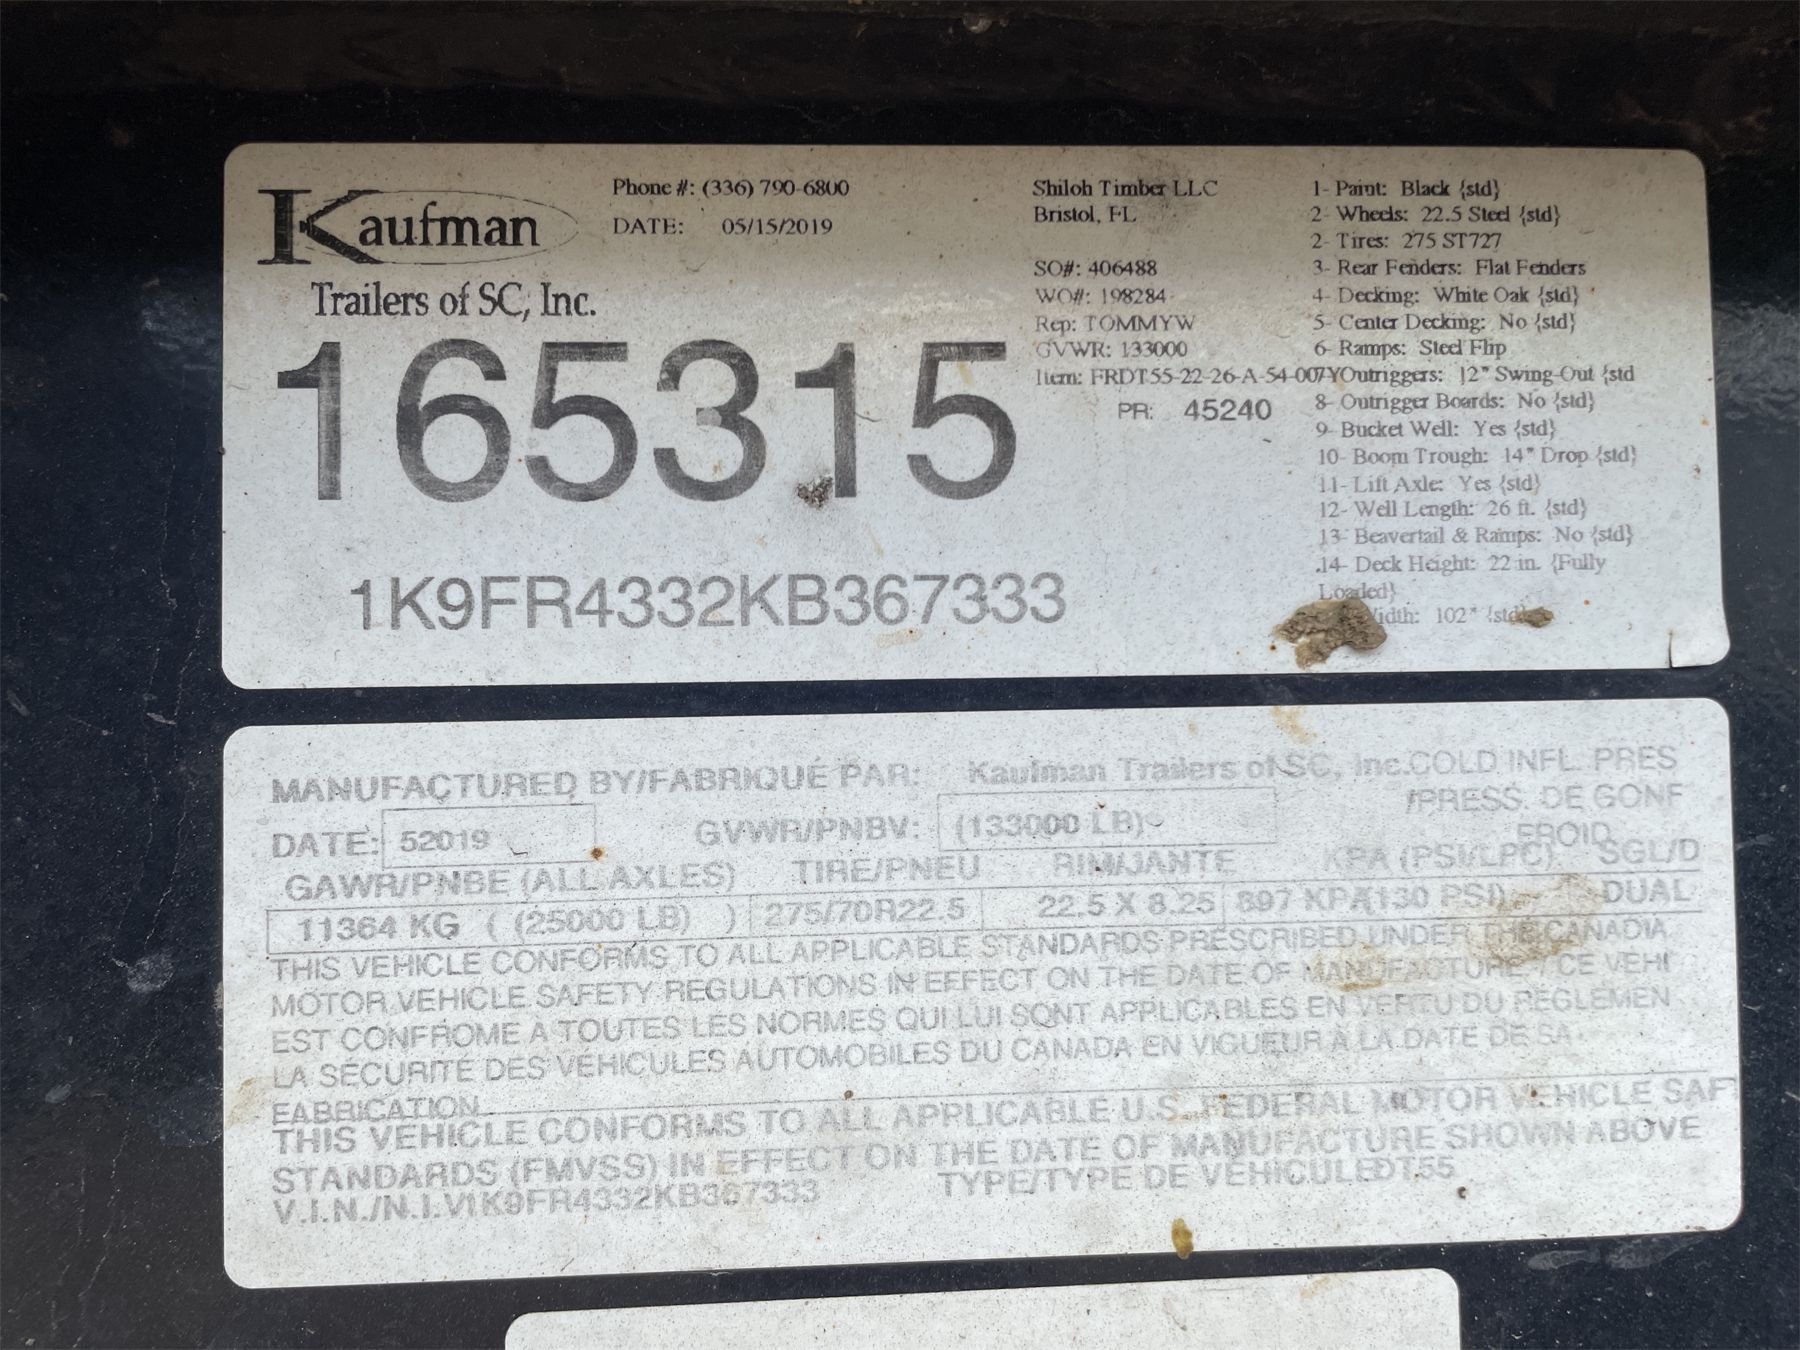 Kaufman
Trailers of SC, Inc.
Phone #: (336) 790-6800
DATE: 05/15/2019
165315
1K9FR4332KB367333
Shiloh Timber LLC
Bristol, FL
SO#: 406488
WO#: 198284
Rep: TOMMYW
GVWR: 133000
Item: FRDT55-22-26-A-54-007Y
PR: 45240
1- Paint: Black {std}
2- Wheels: 22.5 Steel {std}
2- Tires: 275 ST727
3- Rear Fenders: Flat Fenders
4- Decking: White Oak {std}
5- Center Decking: No {std}
6- Ramps: Steel Flip
Outriggers: 12" Swing-Out {std
8- Outrigger Boards: No {std}
9- Bucket Well: Yes {std}
10- Boom Trough: 14" Drop {std}
11- Lift Axle: Yes {std}
12- Well Length: 26 ft. {std}
13- Beavertail & Ramps: No {std}
14- Deck Height: 22 in. {Fully
Loaded}
102" {std
MANUFACTURED BY/FABRIQUÉ PAR: Kaufman Trailers of SC, Inc.
COLD INFL. PRES
/PRESS. DE GONF
FROID
DATE: 52019 GVWR/PNBV: (133000 LB)
GAWR/PNBE (ALL AXLES) TIRE/PNEU RIM/JANTE KPA (PSI/LPC) SGL/D
11364 KG ( (25000 LB) ) 275/70R22.5 22.5 X 8.25 897 KPA(130 PSI) DUAL
THIS VEHICLE CONFORMS TO ALL APPLICABLE STANDARDS PRESCRIBED UNDER THE CANADIA
MOTOR VEHICLE SAFETY REGULATIONS IN EFFECT ON THE DATE OF MANUFACTURE / CE VEHI
EST CONFROME À TOUTES LES NORMES QUI LUI SONT APPLICABLES EN VERTU DU RÈGLEMEN
LA SÉCURITÉ DES VÉHICULES AUTOMOBILES DU CANADA EN VIGUEUR À LA DATE DE SA
FABRICATION
THIS VEHICLE CONFORMS TO ALL APPLICABLE U.S. FEDERAL MOTOR VEHICLE SAF
STANDARDS (FMVSS) IN EFFECT ON THE DATE OF MANUFACTURE SHOWN ABOVE
V.I.N./N.I.V1K9FR4332KB367333 TYPE/TYPE DE VÉHICULE DT55